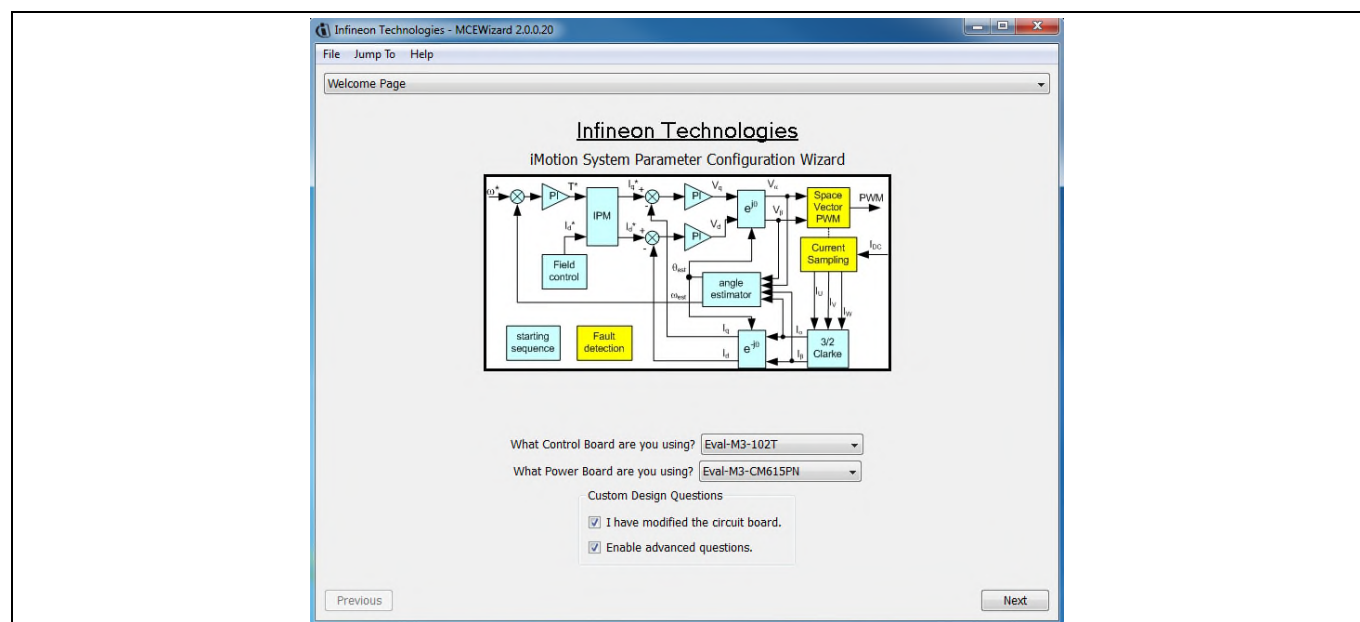 Infineon Technologies - MCEWizard 2.0.0.20
File Jump To Help
Welcome Page
Infineon Technologies
iMotion System Parameter Configuration Wizard
ω* + - PI T* IPM Iq* + - PI Vq e^jθ Vα Space Vector PWM PWM
Id* Id* + - PI Vd Vβ
Field control
Current Sampling IDC
θest
angle estimator
ωest
IU IV IW
starting sequence
Fault detection
Iq Id e^-jθ Iα Iβ 3/2 Clarke
What Control Board are you using? Eval-M3-102T
What Power Board are you using? Eval-M3-CM615PN
Custom Design Questions
I have modified the circuit board.
Enable advanced questions.
Previous
Next